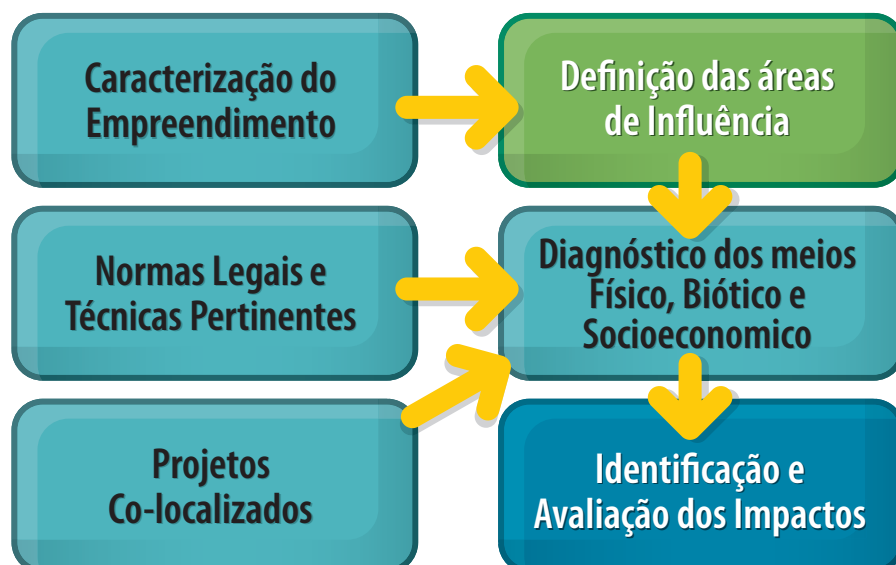 Caracterização do
Empreendimento
Definição das áreas
de Influência
Normas Legais e
Técnicas Pertinentes
Diagnóstico dos meios
Físico, Biótico e
Socioeconomico
Projetos
Co-localizados
Identificação e
Avaliação dos Impactos